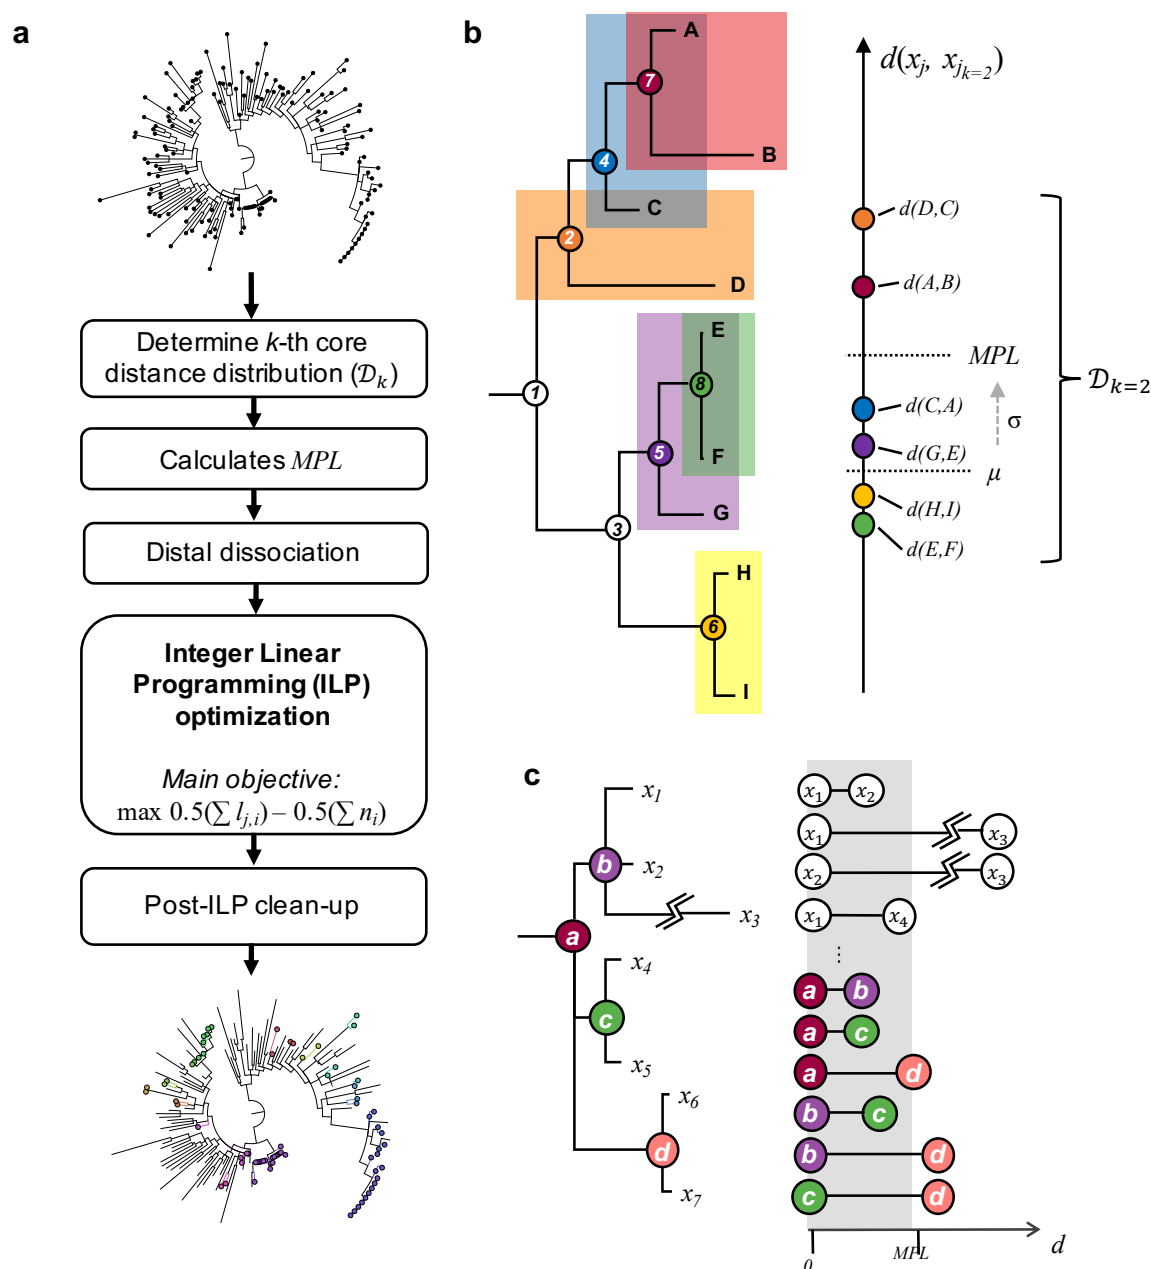 a
Determine k-th core
distance distribution (𝒟k)
Calculates MPL
Distal dissociation
Integer Linear
Programming (ILP)
optimization
Main objective:
max 0.5(∑ lj,i) – 0.5(∑ ni)
Post-ILP clean-up
b
A
7
B
4
C
2
D
1
E
8
F
5
G
3
H
6
I
d(xj, xjk=2)
d(D,C)
d(A,B)
MPL
d(C,A)
σ
d(G,E)
μ
d(H,I)
d(E,F)
𝒟k=2
c
x1
b
x2
x3
a
x4
c
x5
x6
d
x7
x1 x2
x1 x3
x2 x3
x1 x4
⋮
a b
a c
a d
b c
b d
c d
0 MPL d